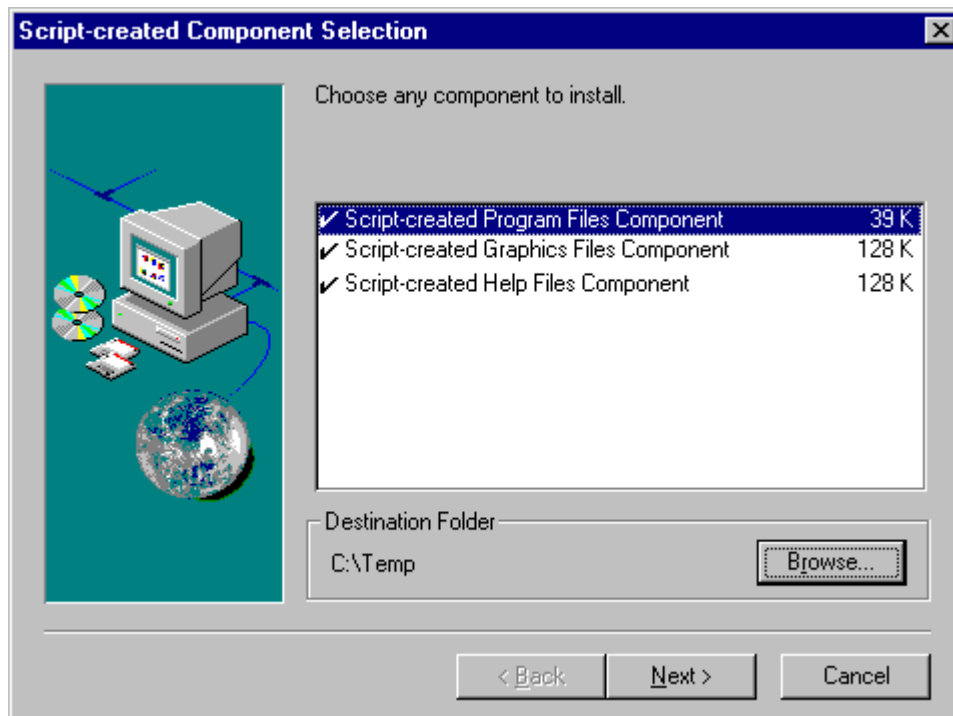 Script-created Component Selection
Choose any component to install.
Script-created Program Files Component 39 K
Script-created Graphics Files Component 128 K
Script-created Help Files Component 128 K
Destination Folder
C:\Temp
Browse...
< Back
Next >
Cancel